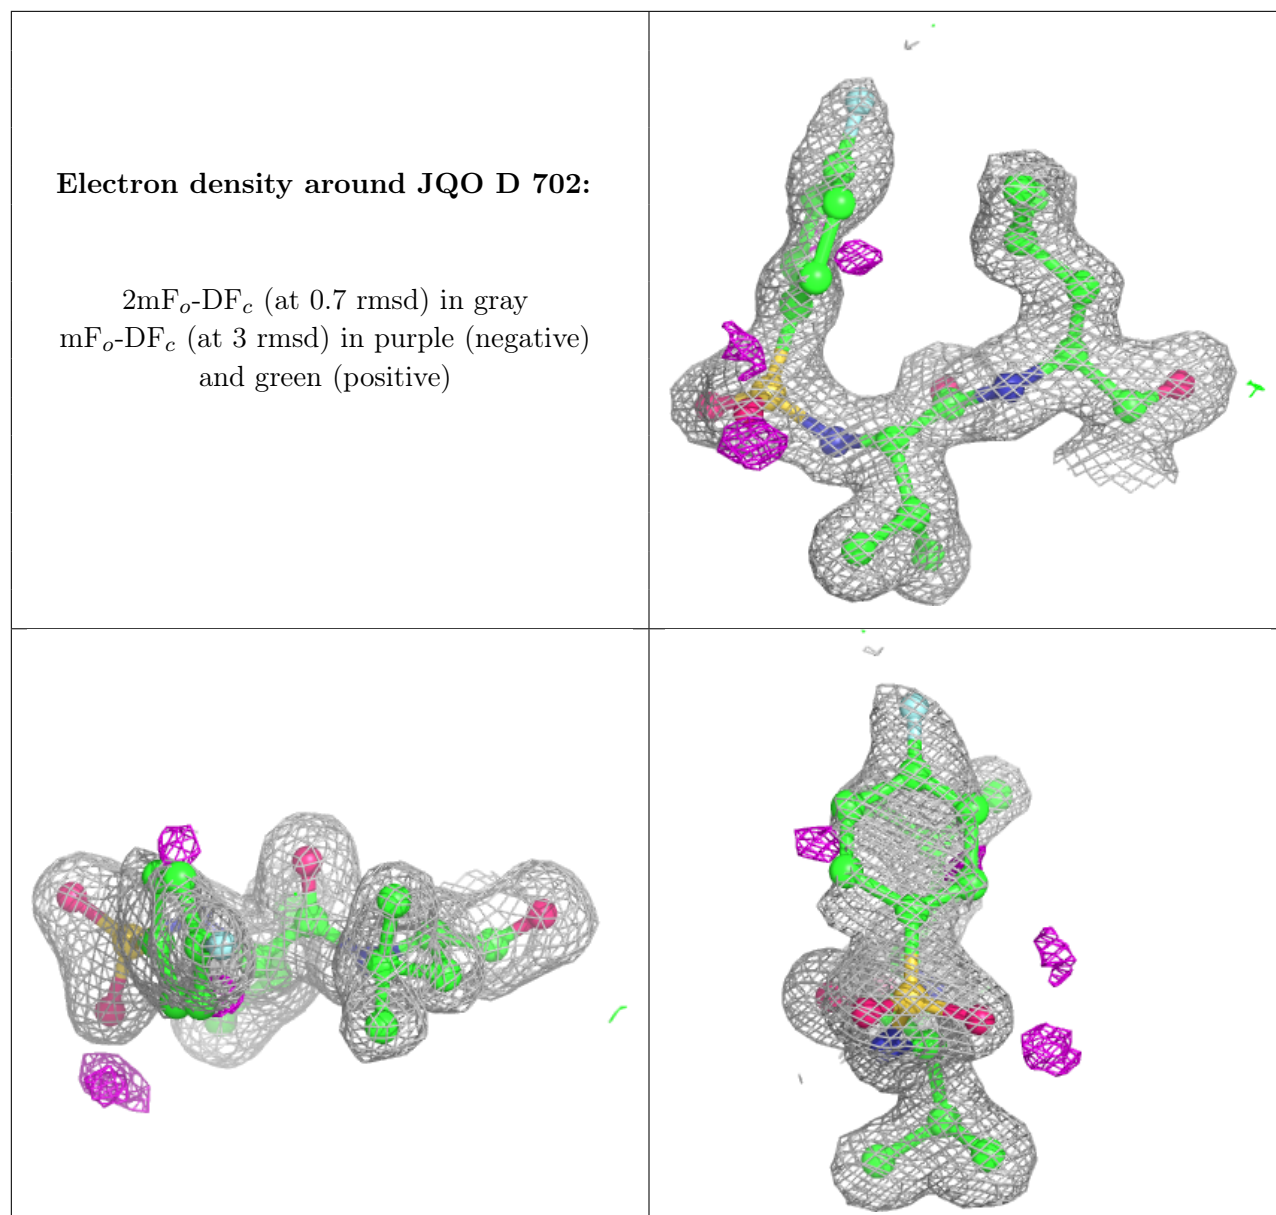 Electron density around JQO D 702:
2mFo-DFc (at 0.7 rmsd) in gray
mFo-DFc (at 3 rmsd) in purple (negative)
and green (positive)